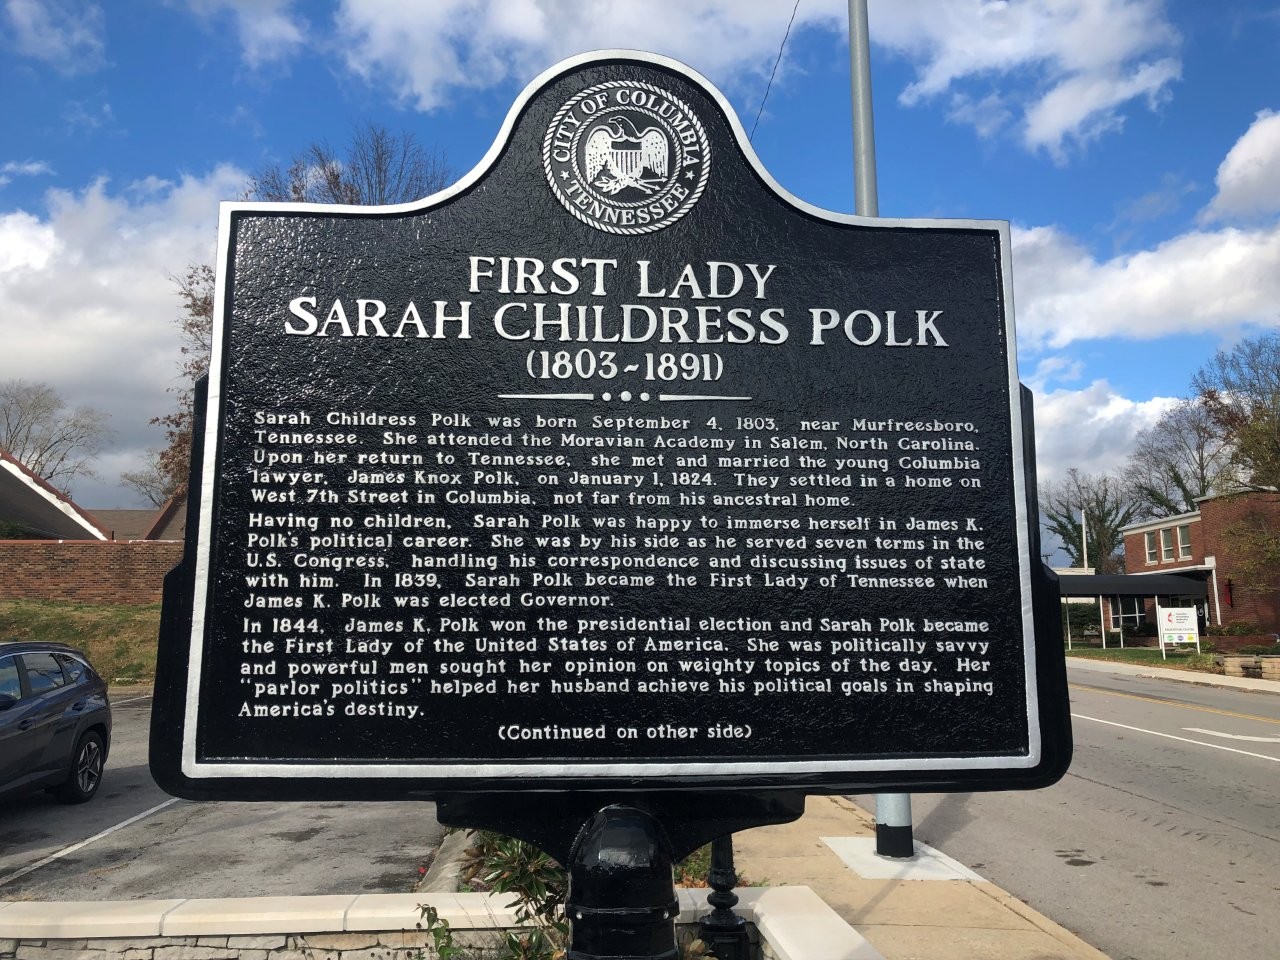 CITY OF COLUMBIA
TENNESSEE
FIRST LADY
SARAH CHILDRESS POLK
(1803~1891)
Sarah Childress Polk was born September 4, 1803, near Murfreesboro,
Tennessee. She attended the Moravian Academy in Salem, North Carolina.
Upon her return to Tennessee, she met and married the young Columbia
lawyer, James Knox Polk, on January 1, 1824. They settled in a home on
West 7th Street in Columbia, not far from his ancestral home.
Having no children, Sarah Polk was happy to immerse herself in James K.
Polk's political career. She was by his side as he served seven terms in the
U.S. Congress, handling his correspondence and discussing issues of state
with him. In 1839, Sarah Polk became the First Lady of Tennessee when
James K. Polk was elected Governor.
In 1844, James K. Polk won the presidential election and Sarah Polk became
the First Lady of the United States of America. She was politically savvy
and powerful men sought her opinion on weighty topics of the day. Her
"parlor politics" helped her husband achieve his political goals in shaping
America's destiny.
(Continued on other side)